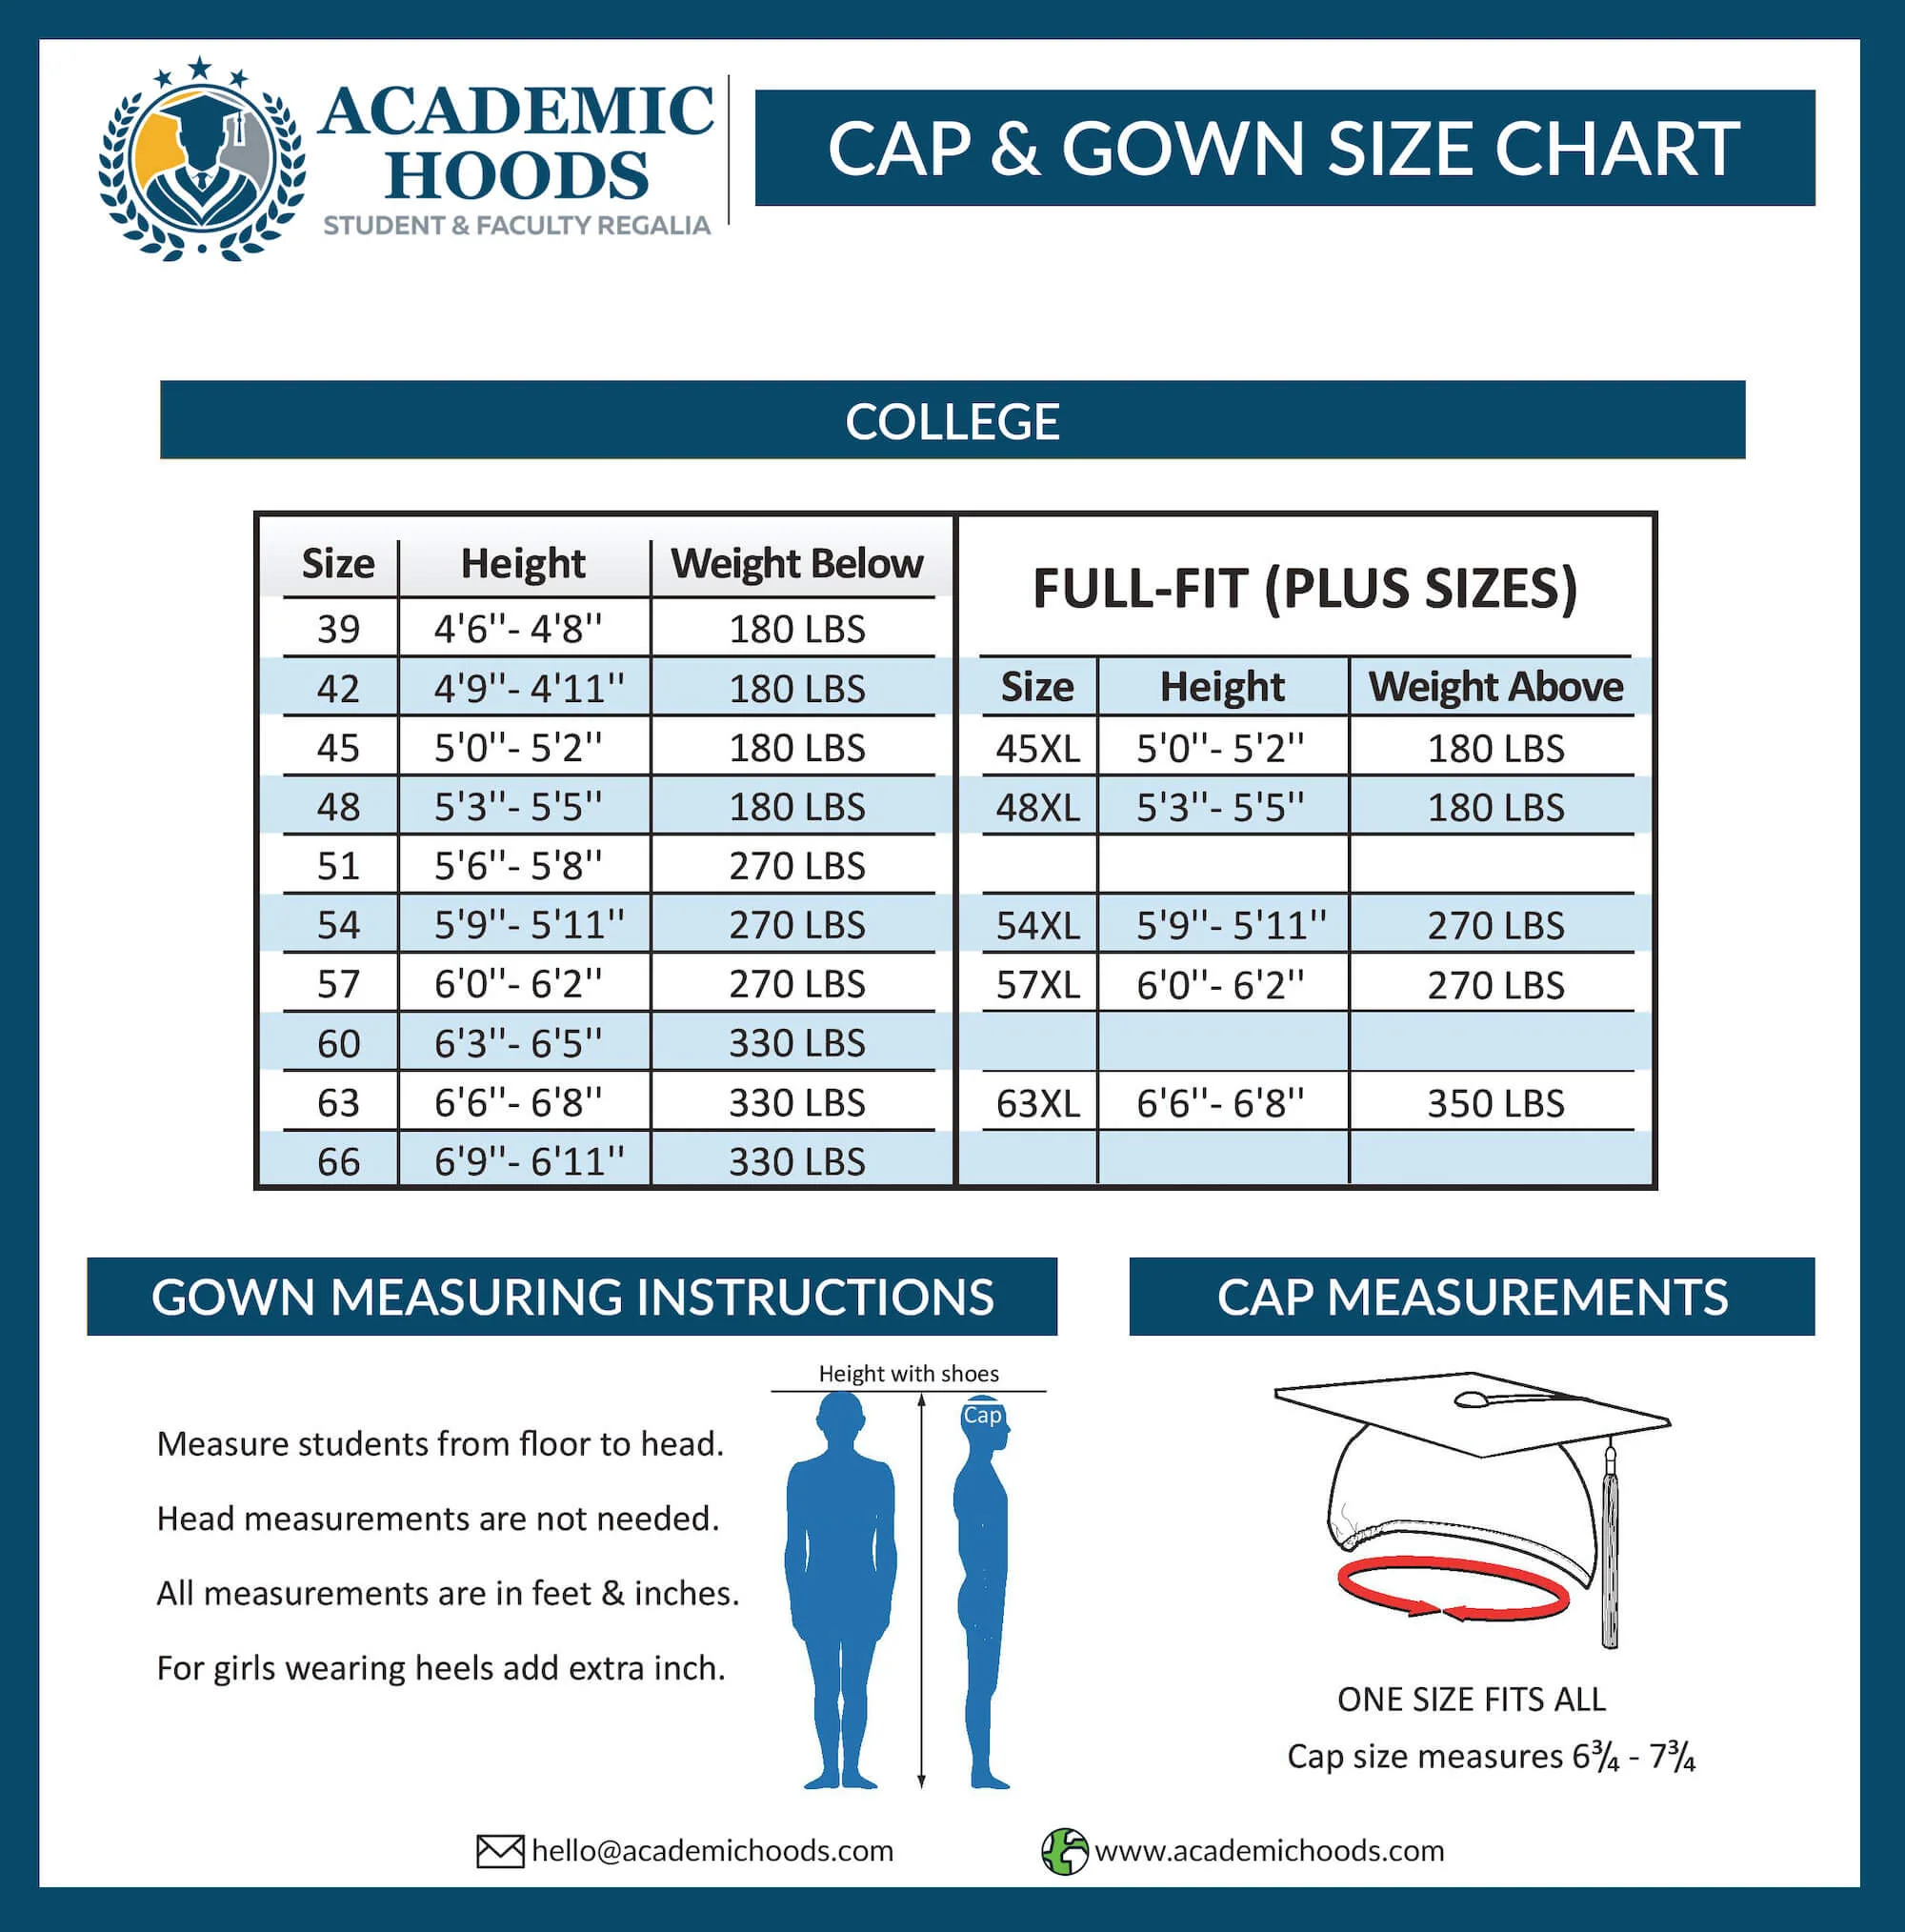 ACADEMIC
HOODS
STUDENT & FACULTY REGALIA
CAP & GOWN SIZE CHART
COLLEGE
Size Height Weight Below
39 4'6''- 4'8'' 180 LBS
42 4'9''- 4'11'' 180 LBS
45 5'0''- 5'2'' 180 LBS
48 5'3''- 5'5'' 180 LBS
51 5'6''- 5'8'' 270 LBS
54 5'9''- 5'11'' 270 LBS
57 6'0''- 6'2'' 270 LBS
60 6'3''- 6'5'' 330 LBS
63 6'6''- 6'8'' 330 LBS
66 6'9''- 6'11'' 330 LBS
FULL-FIT (PLUS SIZES)
Size Height Weight Above
45XL 5'0''- 5'2'' 180 LBS
48XL 5'3''- 5'5'' 180 LBS
54XL 5'9''- 5'11'' 270 LBS
57XL 6'0''- 6'2'' 270 LBS
63XL 6'6''- 6'8'' 350 LBS
GOWN MEASURING INSTRUCTIONS
Measure students from floor to head.
Head measurements are not needed.
All measurements are in feet & inches.
For girls wearing heels add extra inch.
Height with shoes
Cap
CAP MEASUREMENTS
ONE SIZE FITS ALL
Cap size measures 6¾ - 7¾
hello@academichoods.com
www.academichoods.com